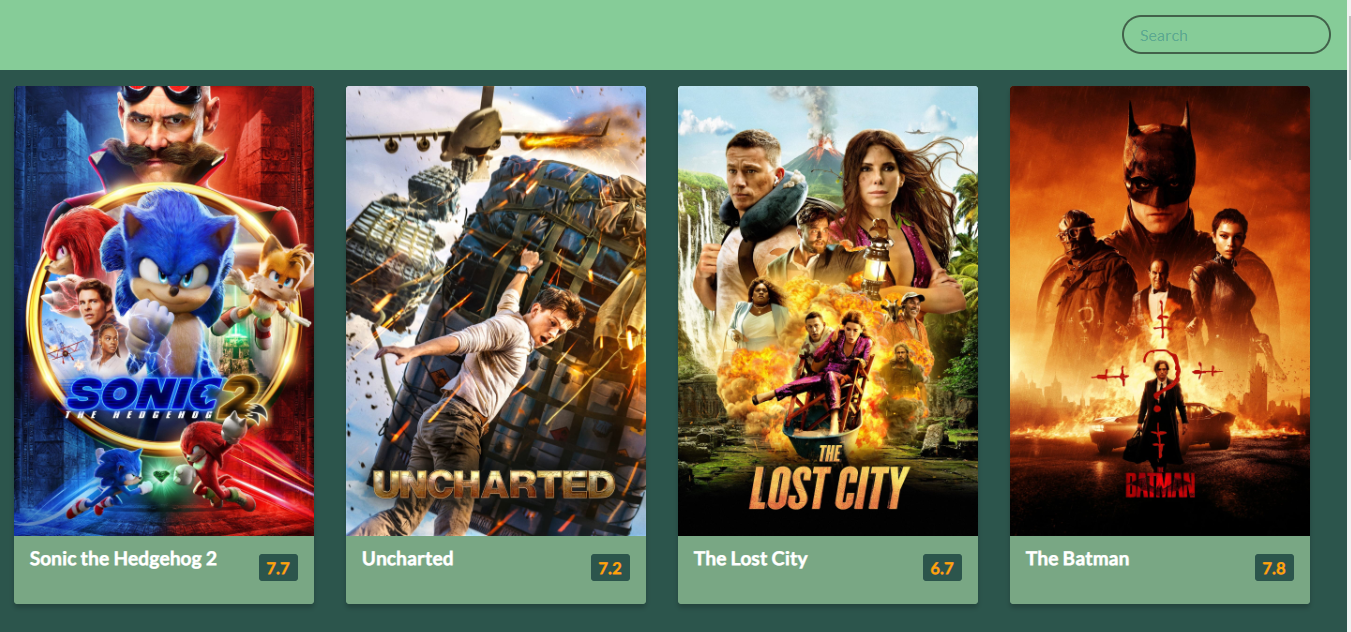 Search
SONIC 2
THE HEDGEHOG
UNCHARTED
THE
LOST CITY
THE
BATMAN
Sonic the Hedgehog 2
7.7
Uncharted
7.2
The Lost City
6.7
The Batman
7.8